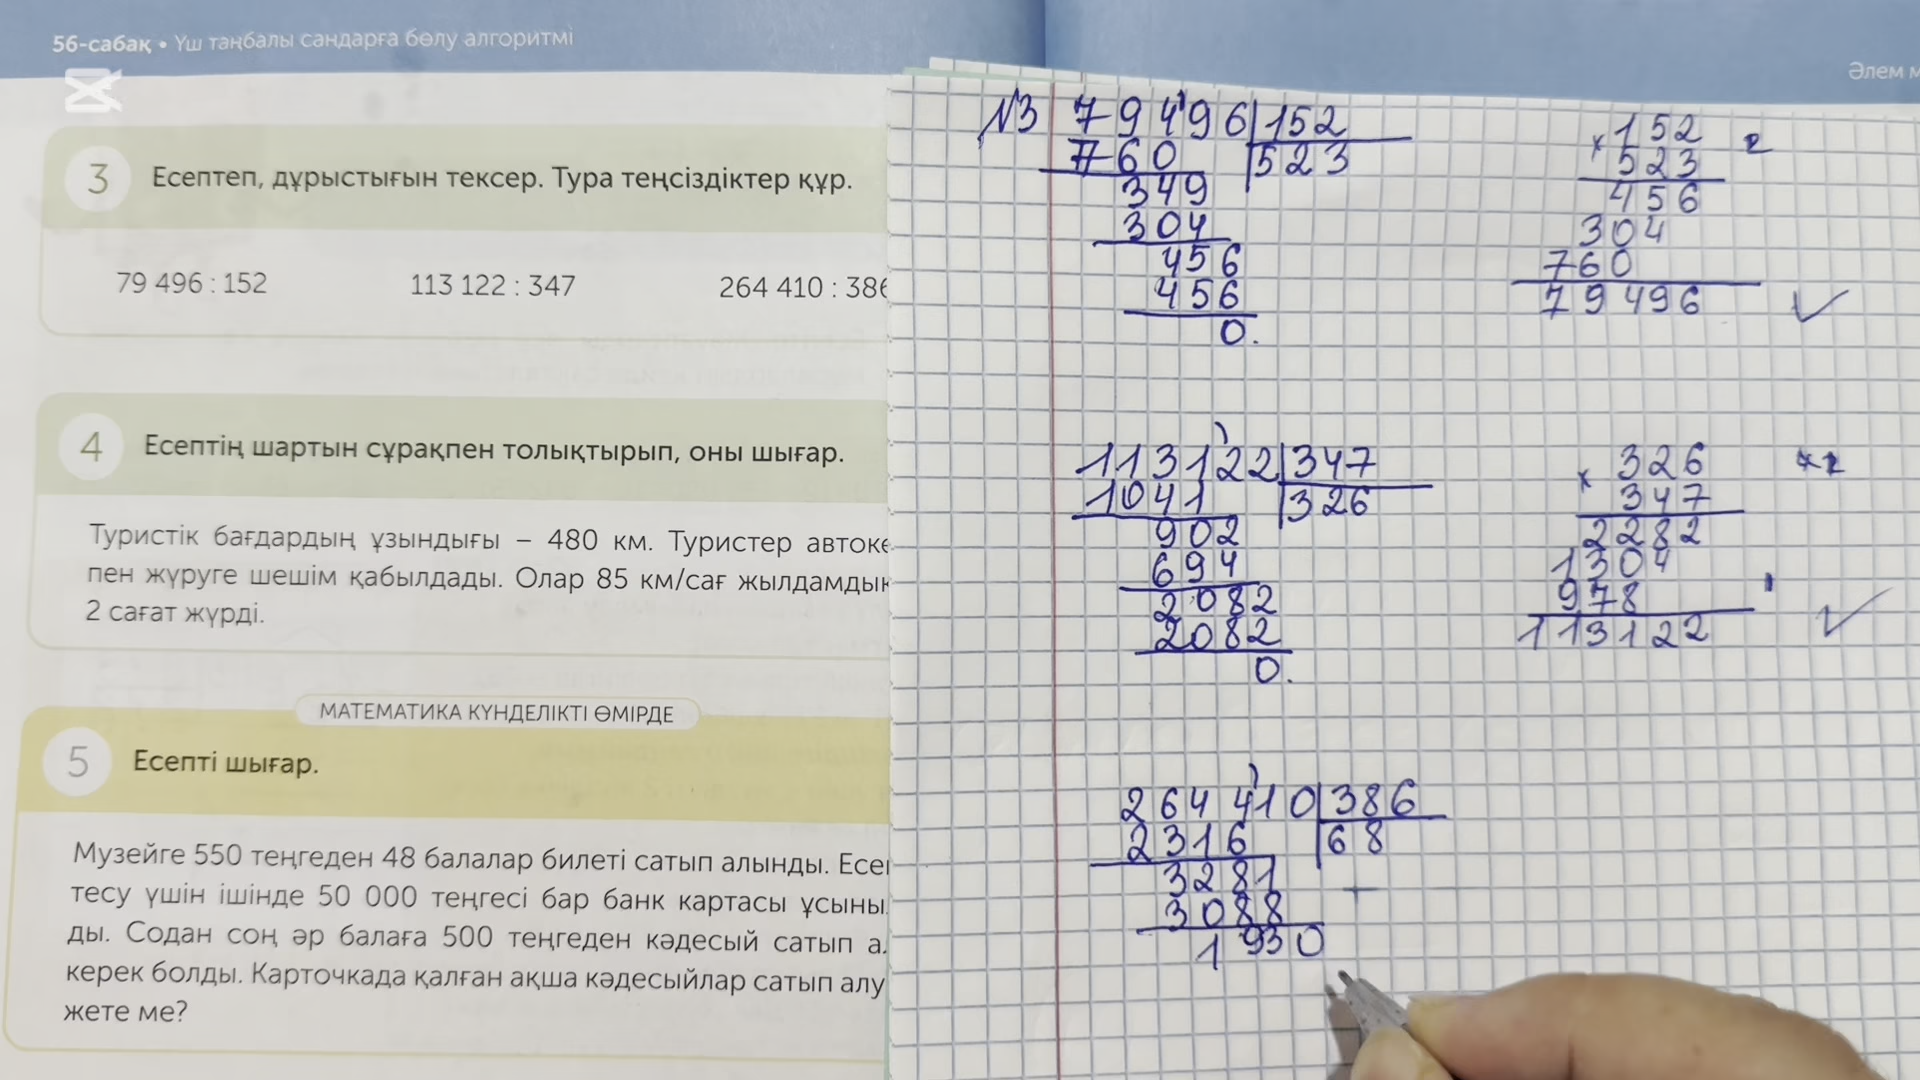 56-сабақ • Үш таңбалы сандарға бөлу алгоритмі
Әлем м
3 Есептеп, дұрыстығын тексер. Тура теңсіздіктер құр.
79 496 : 152 113 122 : 347 264 410 : 386
4 Есептің шартын сұрақпен толықтырып, оны шығар.
Туристік бағдардың ұзындығы – 480 км. Туристер автоке
пен жүруге шешім қабылдады. Олар 85 км/сағ жылдамдық
2 сағат жүрді.
МАТЕМАТИКА КҮНДЕЛІКТІ ӨМІРДЕ
5 Есепті шығар.
Музейге 550 теңгеден 48 балалар билеті сатып алынды. Есеп
тесу үшін ішінде 50 000 теңгесі бар банк картасы ұсыны
ды. Содан соң әр балаға 500 теңгеден кәдесый сатып а
керек болды. Карточкада қалған ақша кәдесыйлар сатып алу
жете ме?
№3 79496 152
760 523
349
304
456
456
0.
× 152 2
523
456
304
760
79 496 ✓
113122 347
1041 326
902
694
2082
2082
0.
× 326
347
2282
1304
978
113122 ✓
264410 386
2316 68
3281
3088
1930